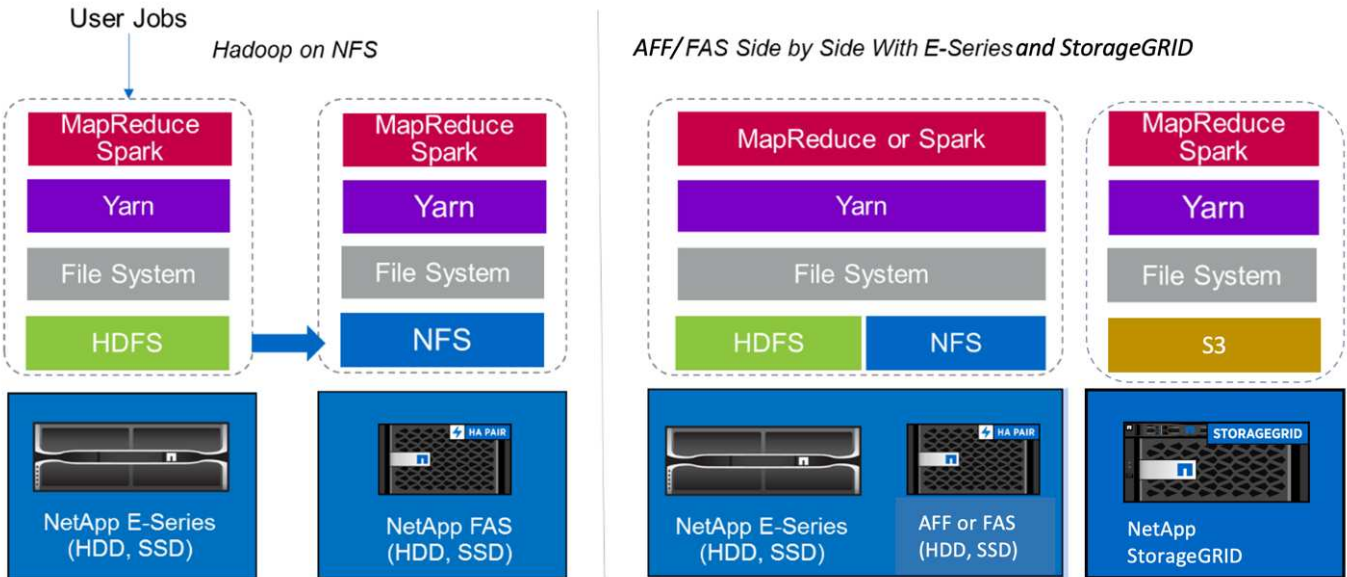 User Jobs
Hadoop on NFS
MapReduce
Spark
Yarn
File System
HDFS
NetApp E-Series
(HDD, SSD)
MapReduce
Spark
Yarn
File System
NFS
HA PAIR
NetApp FAS
(HDD, SSD)
AFF/FAS Side by Side With E-Series and StorageGRID
MapReduce or Spark
Yarn
File System
HDFS
NFS
NetApp E-Series
(HDD, SSD)
HA PAIR
AFF or FAS
(HDD, SSD)
MapReduce
Spark
Yarn
File System
S3
STORAGEGRID
NetApp
StorageGRID